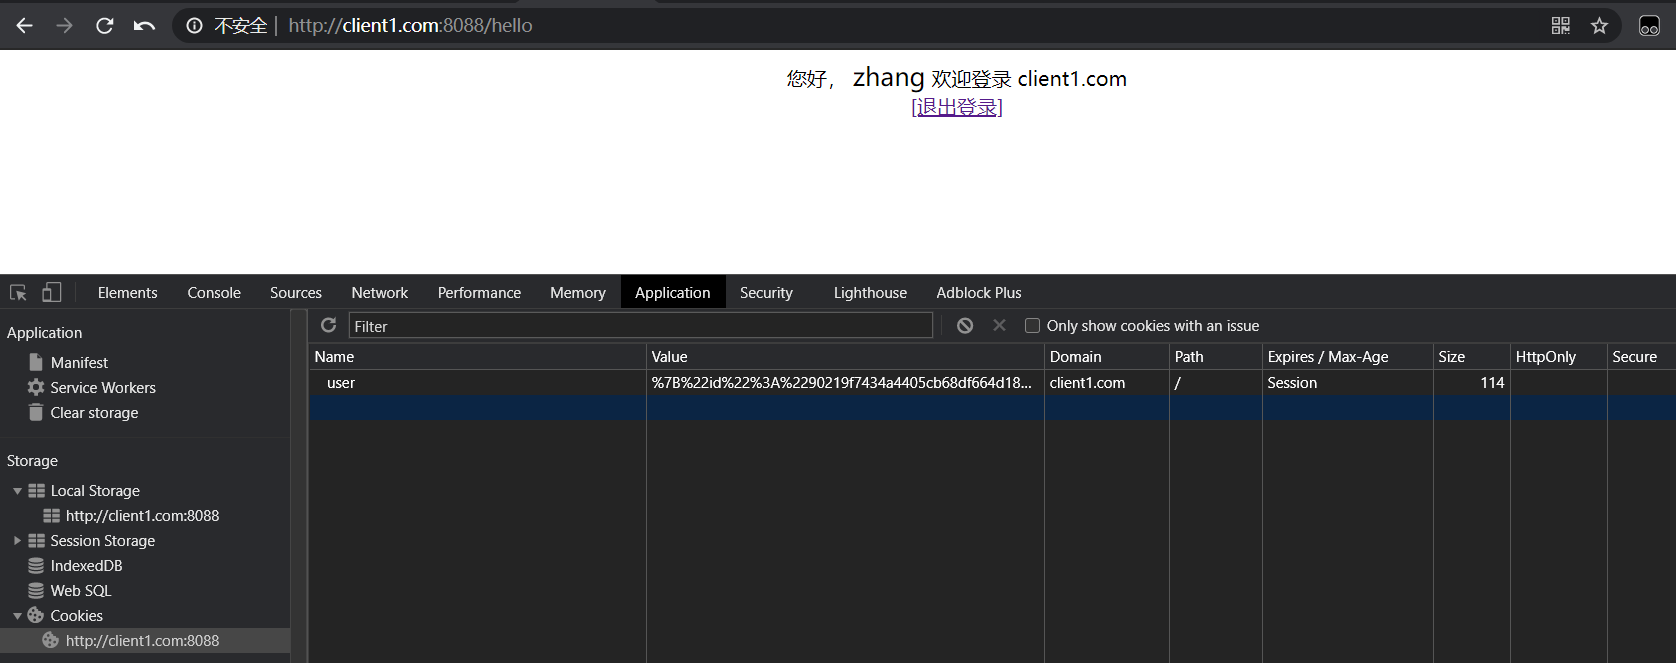 不安全 | http://client1.com:8088/hello
您好， zhang 欢迎登录 client1.com
[退出登录]
Elements Console Sources Network Performance Memory Application Security Lighthouse Adblock Plus
Application
Manifest
Service Workers
Clear storage
Storage
Local Storage
http://client1.com:8088
Session Storage
IndexedDB
Web SQL
Cookies
http://client1.com:8088
Filter
Only show cookies with an issue
Name Value Domain Path Expires / Max-Age Size HttpOnly Secure
user %7B%22id%22%3A%2290219f7434a4405cb68df664d18... client1.com / Session 114